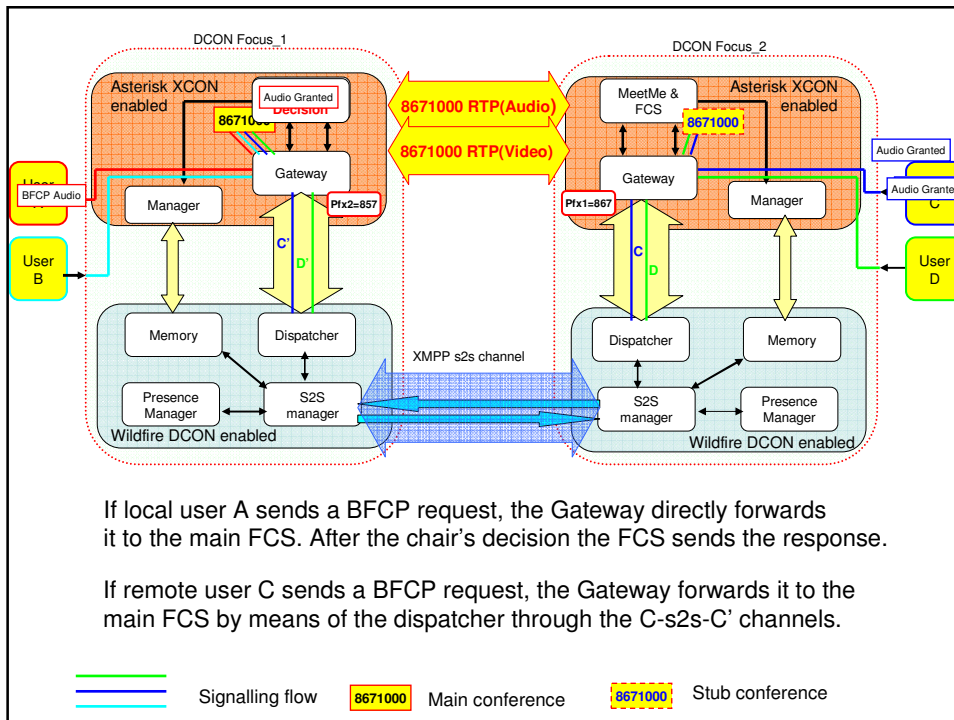 DCON Focus_1
DCON Focus_2
Asterisk XCON
enabled
Audio Granted
Decision
8671000
Gateway
Manager
Pfx2=857
C'
D'
User
BFCP Audio
User
B
8671000 RTP(Audio)
8671000 RTP(Video)
MeetMe &
FCS
Asterisk XCON
enabled
8671000
Gateway
Manager
Pfx1=867
C
D
Audio Granted
Audio Granted
C
User
D
Memory
Dispatcher
Presence
Manager
S2S
manager
Wildfire DCON enabled
XMPP s2s channel
Dispatcher
Memory
S2S
manager
Presence
Manager
Wildfire DCON enabled
If local user A sends a BFCP request, the Gateway directly forwards
it to the main FCS. After the chair's decision the FCS sends the response.
If remote user C sends a BFCP request, the Gateway forwards it to the
main FCS by means of the dispatcher through the C-s2s-C' channels.
Signalling flow
8671000
Main conference
8671000
Stub conference